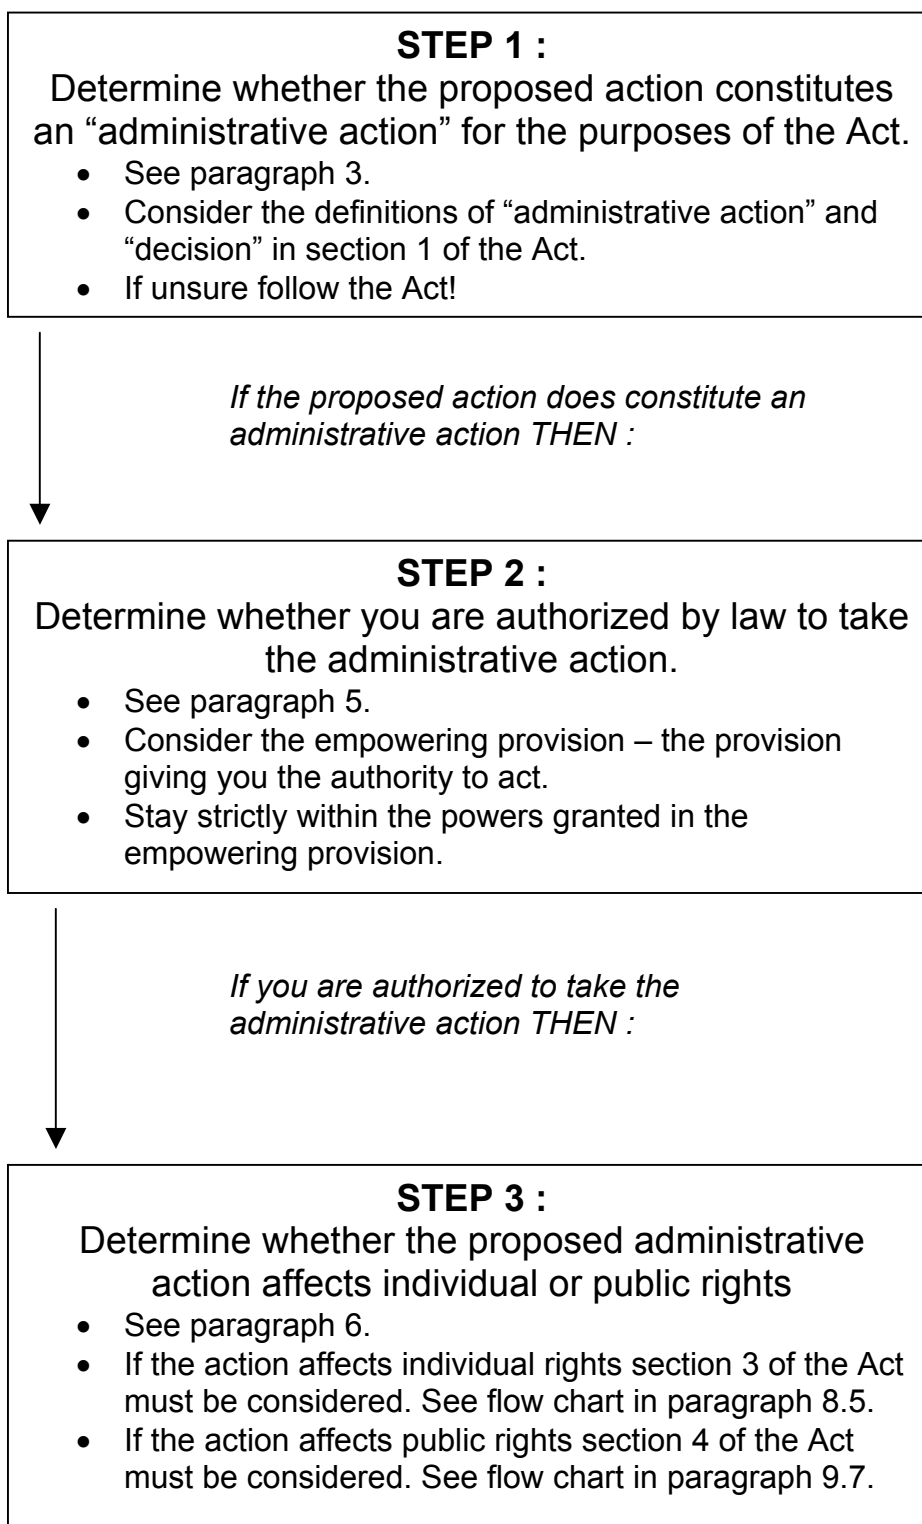 STEP 1 :
Determine whether the proposed action constitutes
an “administrative action” for the purposes of the Act.
• See paragraph 3.
• Consider the definitions of “administrative action” and
“decision” in section 1 of the Act.
• If unsure follow the Act!
If the proposed action does constitute an
administrative action THEN :
STEP 2 :
Determine whether you are authorized by law to take
the administrative action.
• See paragraph 5.
• Consider the empowering provision – the provision
giving you the authority to act.
• Stay strictly within the powers granted in the
empowering provision.
If you are authorized to take the
administrative action THEN :
STEP 3 :
Determine whether the proposed administrative
action affects individual or public rights
• See paragraph 6.
• If the action affects individual rights section 3 of the Act
must be considered. See flow chart in paragraph 8.5.
• If the action affects public rights section 4 of the Act
must be considered. See flow chart in paragraph 9.7.